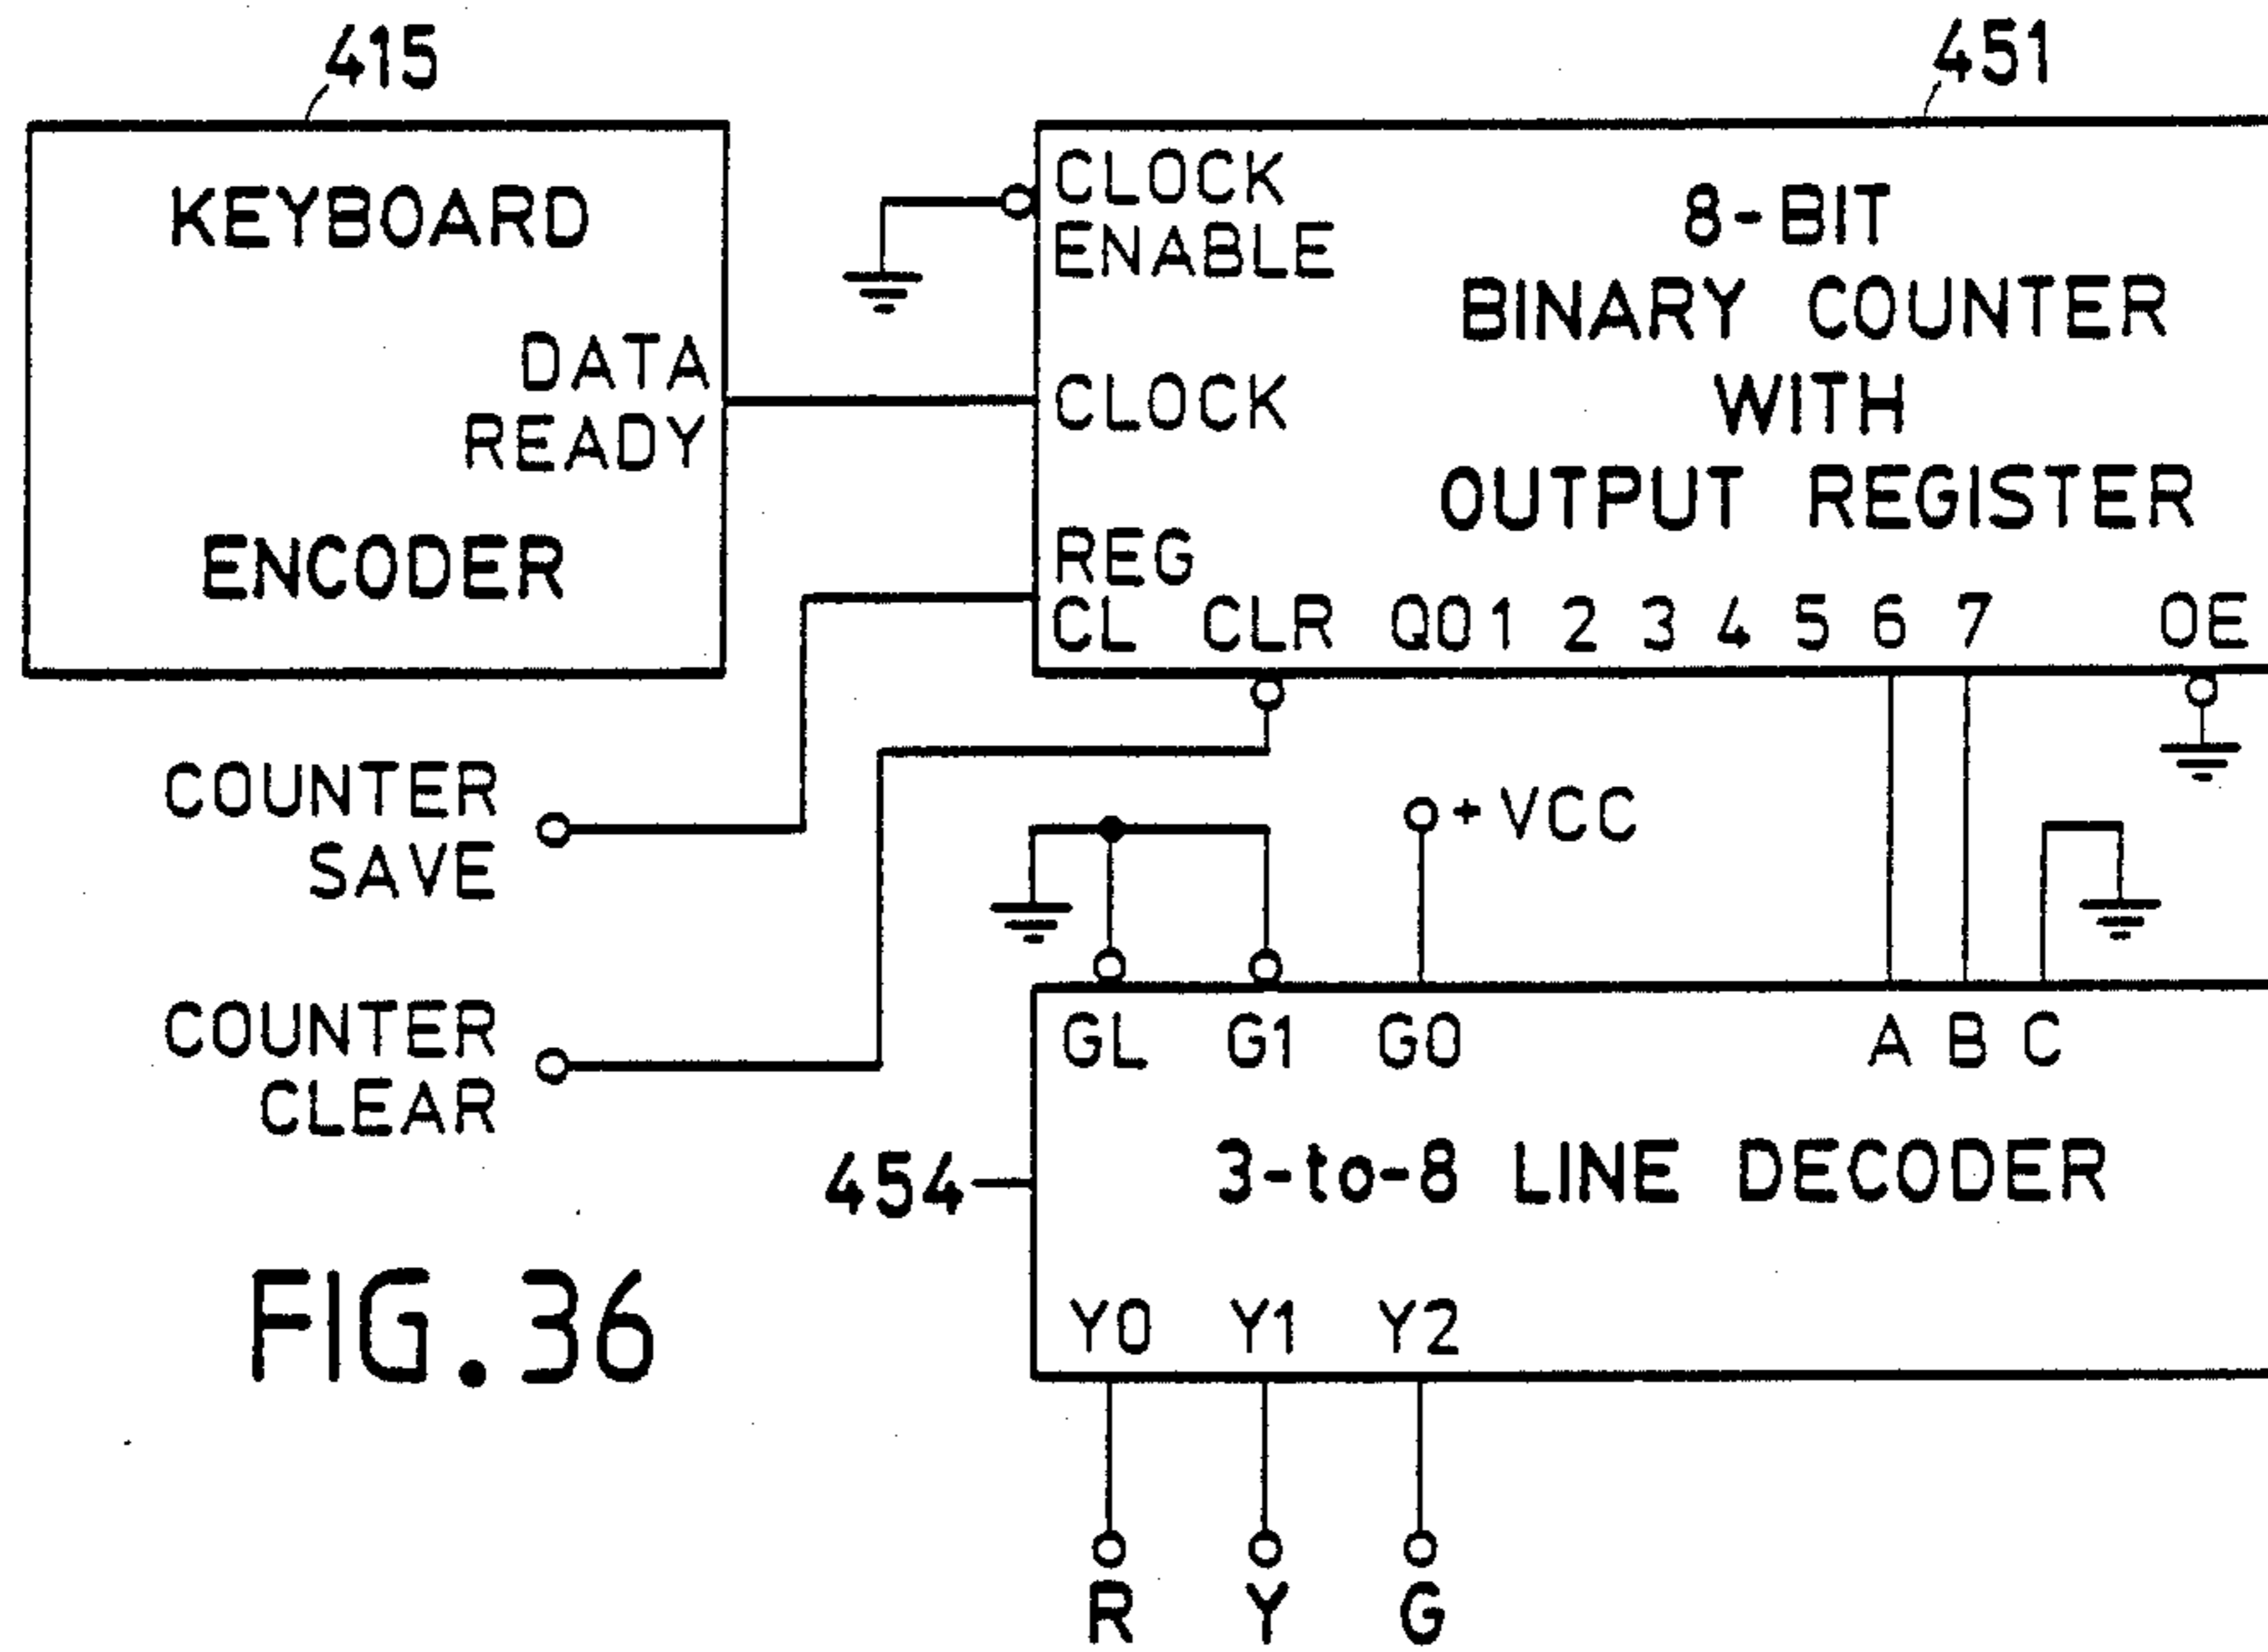 415
KEYBOARD
DATA
READY
ENCODER
451
CLOCK
ENABLE
8-BIT
BINARY COUNTER
CLOCK
WITH
OUTPUT REGISTER
REG
CL CLR Q0 1 2 3 4 5 6 7 OE
COUNTER
SAVE
+VCC
COUNTER
CLEAR
GL G1 G0 A B C
454
3-to-8 LINE DECODER
Y0 Y1 Y2
R Y G
FIG. 36